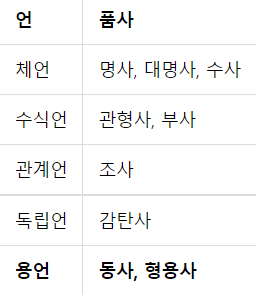 언 품사
체언 명사, 대명사, 수사
수식언 관형사, 부사
관계언 조사
독립언 감탄사
용언 동사, 형용사